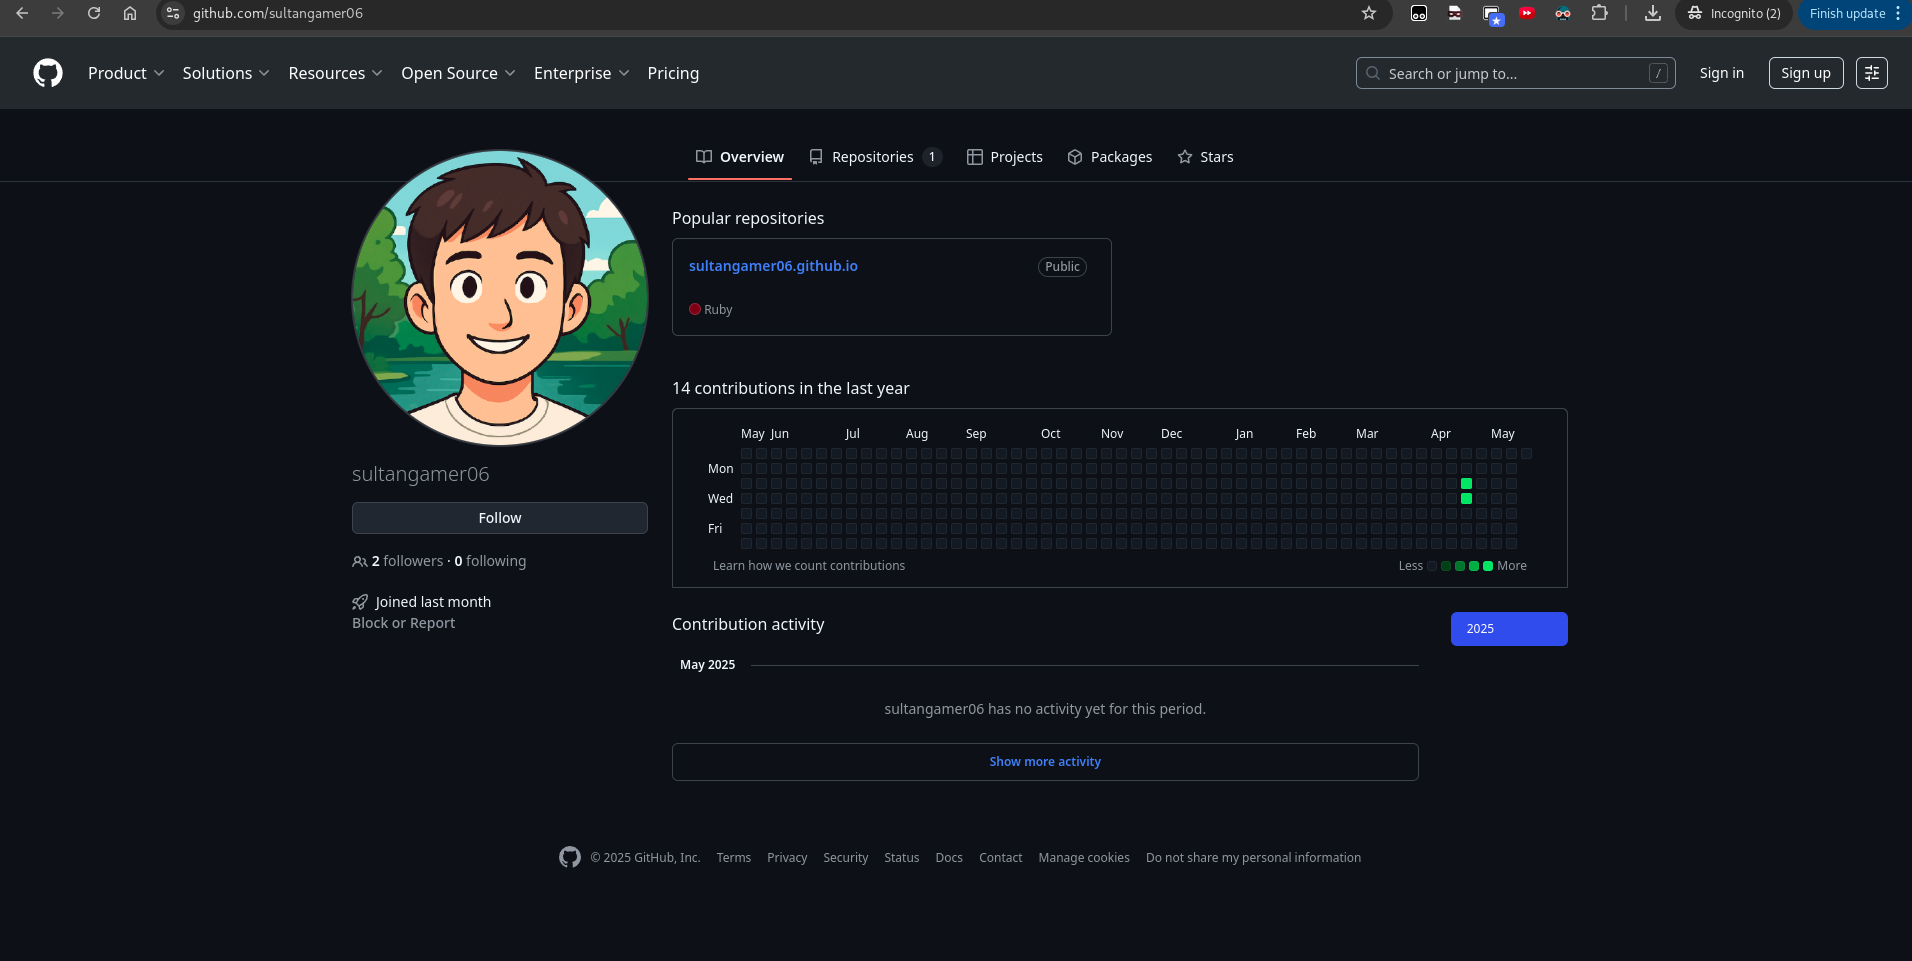 github.com/sultangamer06
Incognito (2)
Finish update
Product
Solutions
Resources
Open Source
Enterprise
Pricing
Search or jump to...
/
Sign in
Sign up
Overview
Repositories 1
Projects
Packages
Stars
Popular repositories
sultangamer06.github.io
Public
Ruby
14 contributions in the last year
May Jun Jul Aug Sep Oct Nov Dec Jan Feb Mar Apr May
Mon
Wed
Fri
Learn how we count contributions
Less More
sultangamer06
Follow
2 followers · 0 following
Joined last month
Block or Report
Contribution activity
2025
May 2025
sultangamer06 has no activity yet for this period.
Show more activity
© 2025 GitHub, Inc.
Terms
Privacy
Security
Status
Docs
Contact
Manage cookies
Do not share my personal information